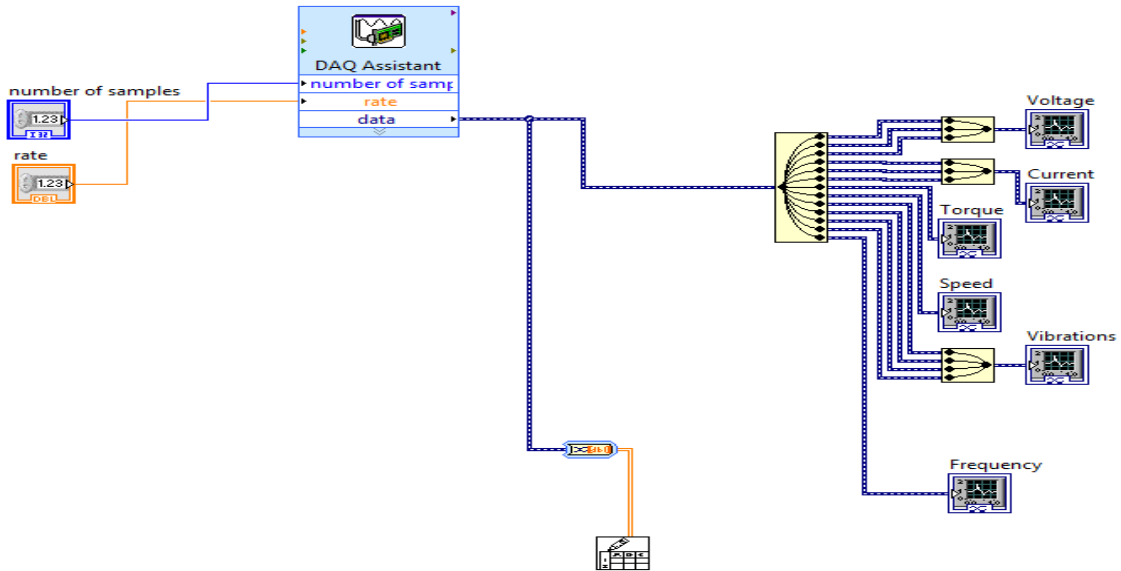 DAQ Assistant
number of samp
rate
data
number of samples
1.23
I32
rate
1.23
DBL
Voltage
Current
Torque
Speed
Vibrations
Frequency